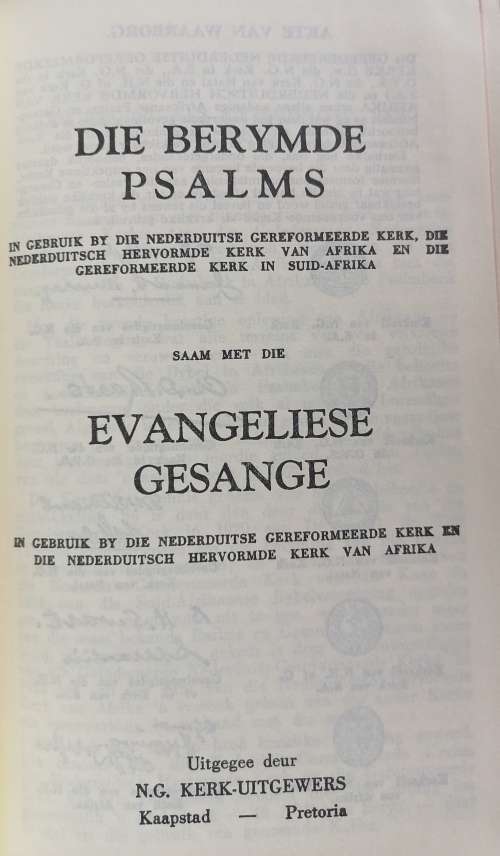 DIE BERYMDE
PSALMS
IN GEBRUIK BY DIE NEDERDUITSE GEREFORMEERDE KERK, DIE
NEDERDUITSCH HERVORMDE KERK VAN AFRIKA EN DIE
GEREFORMEERDE KERK IN SUID-AFRIKA
SAAM MET DIE
EVANGELIESE
GESANGE
IN GEBRUIK BY DIE NEDERDUITSE GEREFORMEERDE KERK EN
DIE NEDERDUITSCH HERVORMDE KERK VAN AFRIKA
Uitgegee deur
N.G. KERK-UITGEWERS
Kaapstad — Pretoria